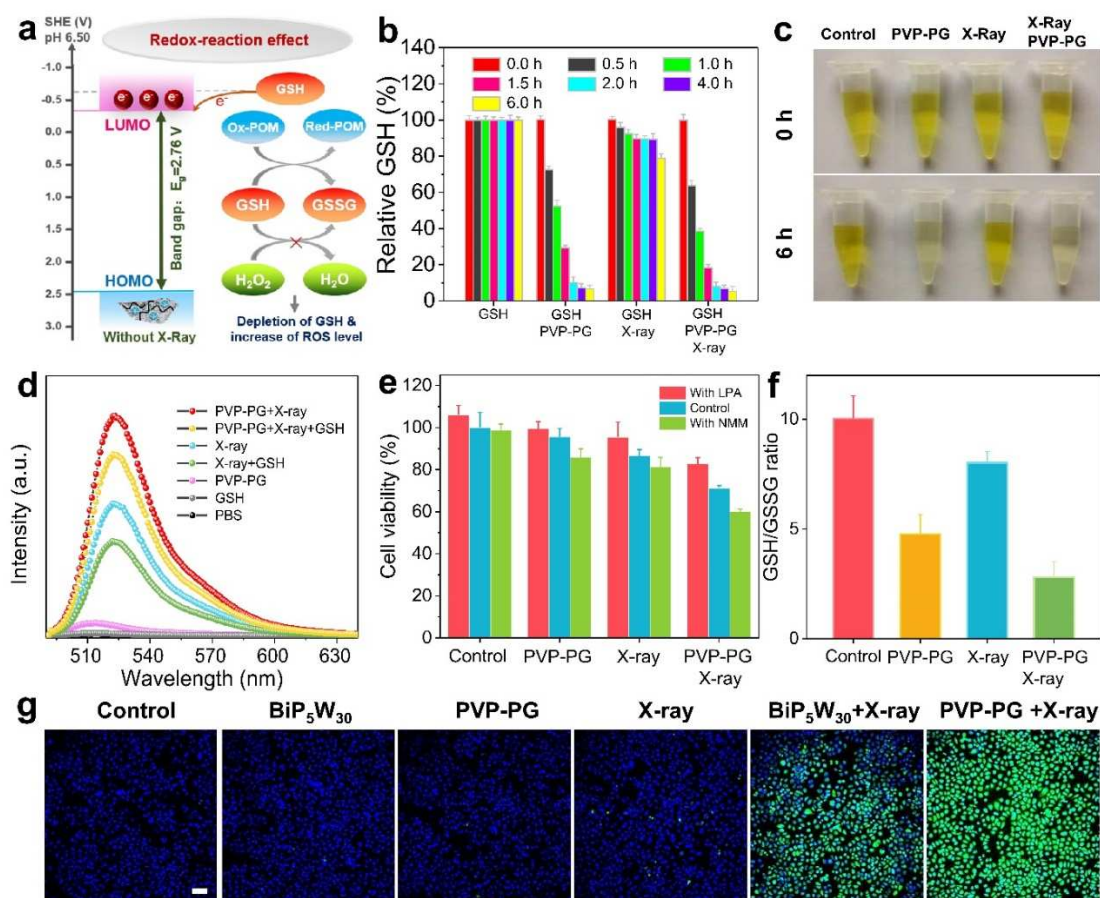 a
SHE (V)
pH 6.50
Redox-reaction effect
-1.0
-0.5
0.0
0.5
1.0
1.5
2.0
2.5
3.0
e⁻ e⁻ e⁻
LUMO
e⁻
GSH
Ox-POM
Red-POM
Band gap: Eg=2.76 V
GSH
GSSG
H₂O₂
H₂O
HOMO
Without X-Ray
Depletion of GSH &
increase of ROS level
b
Relative GSH (%)
140
120
100
80
60
40
20
0
0.0 h 0.5 h 1.0 h
1.5 h 2.0 h 4.0 h
6.0 h
GSH
GSH
PVP-PG
GSH
X-ray
GSH
PVP-PG
X-ray
c
Control PVP-PG X-Ray
X-Ray
PVP-PG
0 h
6 h
d
Intensity (a.u.)
PVP-PG+X-ray
PVP-PG+X-ray+GSH
X-ray
X-ray+GSH
PVP-PG
GSH
PBS
510 540 570 600 630
Wavelength (nm)
e
Cell viability (%)
120
100
80
60
40
20
0
With LPA
Control
With NMM
Control
PVP-PG
X-ray
PVP-PG
X-ray
f
GSH/GSSG ratio
10
5
0
Control
PVP-PG
X-ray
PVP-PG
X-ray
g
Control BiP₅W₃₀ PVP-PG X-ray BiP₅W₃₀+X-ray PVP-PG +X-ray